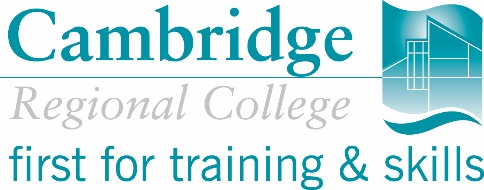 Cambridge
Regional College
first for training & skills